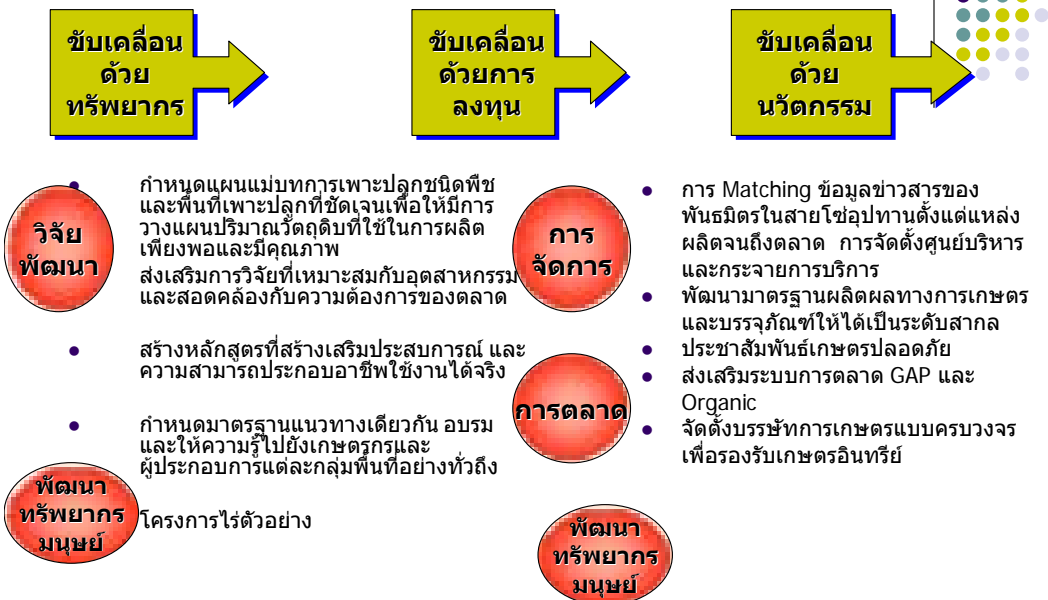 ขับเคลื่อน
ด้วย
ทรัพยากร
ขับเคลื่อน
ด้วยการ
ลงทุน
ขับเคลื่อน
ด้วย
นวัตกรรม
วิจัย
พัฒนา
กำหนดแผนแม่บทการเพาะปลูกชนิดพืช
และพื้นที่เพาะปลูกที่ชัดเจนเพื่อให้มีการ
วางแผนปริมาณวัตถุดิบที่ใช้ในการผลิต
เพียงพอและมีคุณภาพ
ส่งเสริมการวิจัยที่เหมาะสมกับอุตสาหกรรม
และสอดคล้องกับความต้องการของตลาด
สร้างหลักสูตรที่สร้างเสริมประสบการณ์ และ
ความสามารถประกอบอาชีพใช้งานได้จริง
กำหนดมาตรฐานแนวทางเดียวกัน อบรม
และให้ความรู้ไปยังเกษตรกรและ
ผู้ประกอบการแต่ละกลุ่มพื้นที่อย่างทั่วถึง
พัฒนา
ทรัพยากร
มนุษย์
โครงการไร่ตัวอย่าง
การ
จัดการ
การ Matching ข้อมูลข่าวสารของ
พันธมิตรในสายโซ่อุปทานตั้งแต่แหล่ง
ผลิตจนถึงตลาด การจัดตั้งศูนย์บริหาร
และกระจายการบริการ
พัฒนามาตรฐานผลิตผลทางการเกษตร
และบรรจุภัณฑ์ให้ได้เป็นระดับสากล
ประชาสัมพันธ์เกษตรปลอดภัย
ส่งเสริมระบบการตลาด GAP และ
Organic
จัดตั้งบรรษัทการเกษตรแบบครบวงจร
เพื่อรองรับเกษตรอินทรีย์
การตลาด
พัฒนา
ทรัพยากร
มนุษย์